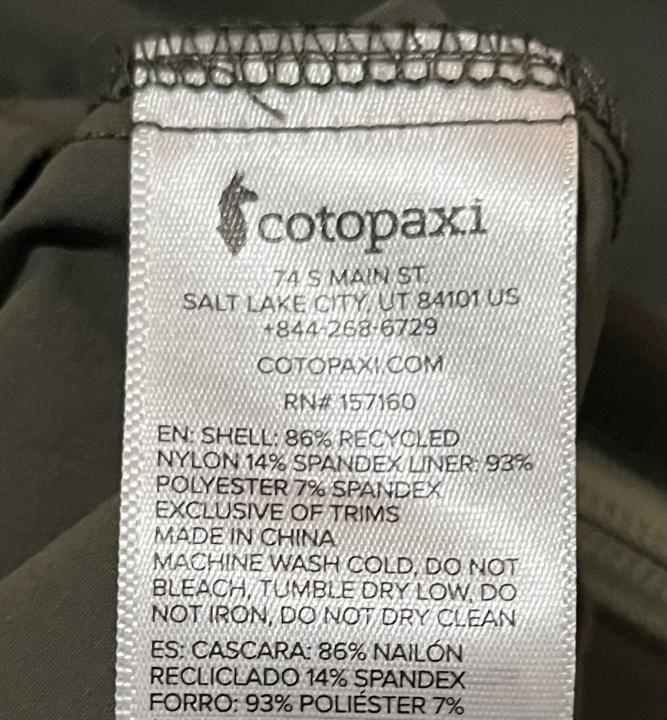 cotopaxi
74 S MAIN ST.
SALT LAKE CITY, UT 84101 US
+844-268-6729
COTOPAXI.COM
RN# 157160
EN: SHELL: 86% RECYCLED
NYLON 14% SPANDEX LINER: 93%
POLYESTER 7% SPANDEX
EXCLUSIVE OF TRIMS
MADE IN CHINA
MACHINE WASH COLD, DO NOT
BLEACH, TUMBLE DRY LOW, DO
NOT IRON, DO NOT DRY CLEAN
ES: CASCARA: 86% NAILÓN
RECLICLADO 14% SPANDEX
FORRO: 93% POLIÉSTER 7%